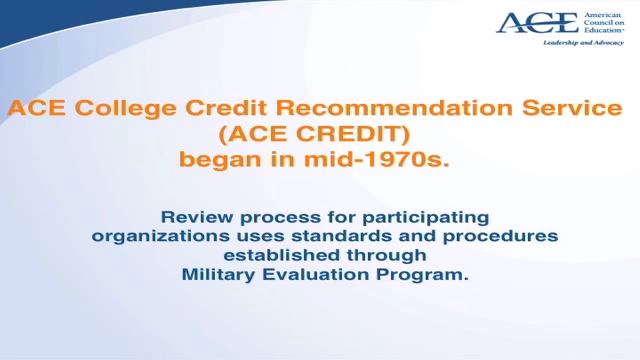 ACE
American
Council on
Education™
Leadership and Advocacy
ACE College Credit Recommendation Service
(ACE CREDIT)
began in mid-1970s.
Review process for participating
organizations uses standards and procedures
established through
Military Evaluation Program.